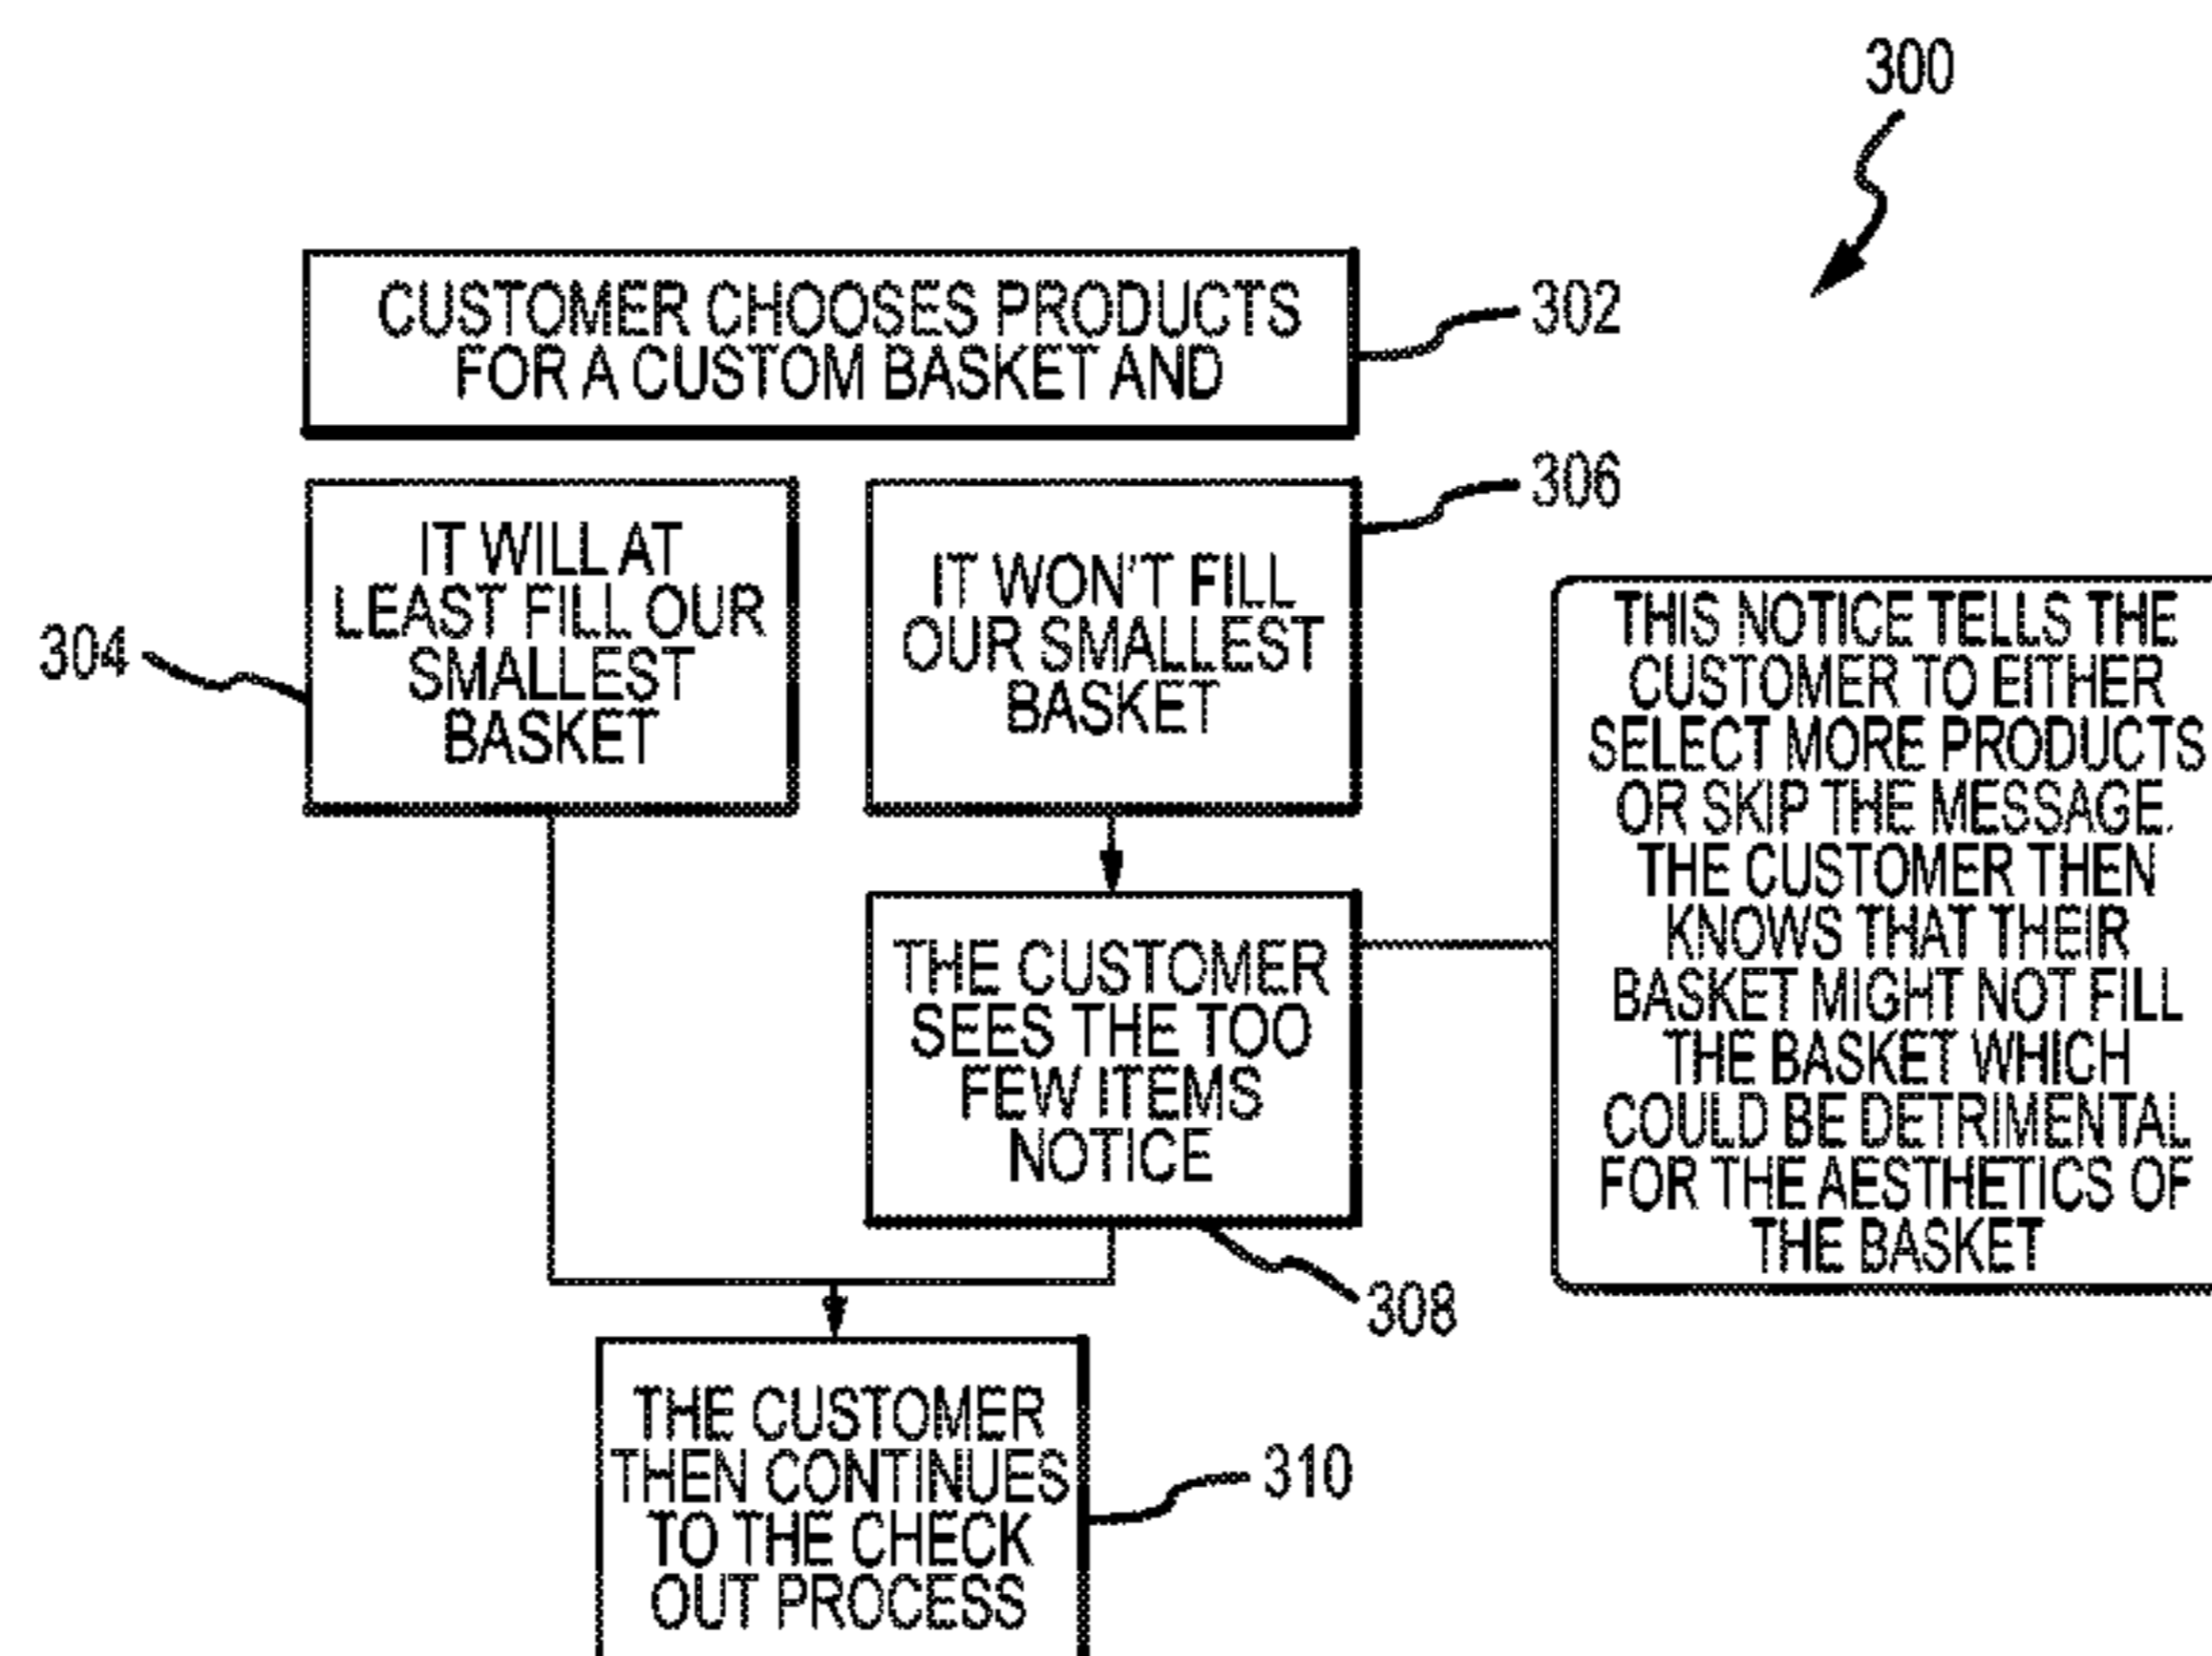 300
CUSTOMER CHOOSES PRODUCTS
FOR A CUSTOM BASKET AND
302
304
IT WILL AT
LEAST FILL OUR
SMALLEST
BASKET
306
IT WON'T FILL
OUR SMALLEST
BASKET
THE CUSTOMER
SEES THE TOO
FEW ITEMS
NOTICE
308
THIS NOTICE TELLS THE
CUSTOMER TO EITHER
SELECT MORE PRODUCTS
OR SKIP THE MESSAGE.
THE CUSTOMER THEN
KNOWS THAT THEIR
BASKET MIGHT NOT FILL
THE BASKET WHICH
COULD BE DETRIMENTAL
FOR THE AESTHETICS OF
THE BASKET
THE CUSTOMER
THEN CONTINUES
TO THE CHECK
OUT PROCESS
310